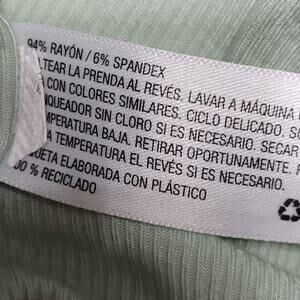 94% RAYÓN / 6% SPANDEX
LTEAR LA PRENDA AL REVÉS. LAVAR A MÁQUINA
CON COLORES SIMILARES. CICLO DELICADO. S
NQUEADOR SIN CLORO SI ES NECESARIO. SECAR
EMPERATURA BAJA. RETIRAR OPORTUNAMENTE.
A TEMPERATURA EL REVÉS SI ES NECESARIO.
QUETA ELABORADA CON PLÁSTICO
00 % RECICLADO